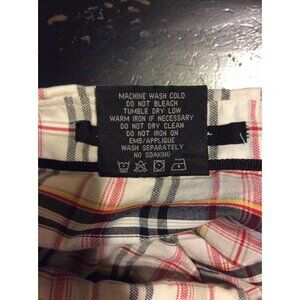 MACHINE WASH COLD
DO NOT BLEACH
TUMBLE DRY LOW
WARM IRON IF NECESSARY
DO NOT DRY CLEAN
DO NOT IRON ON
EMB/APPLIQUE
WASH SEPARATELY
NO SOAKING